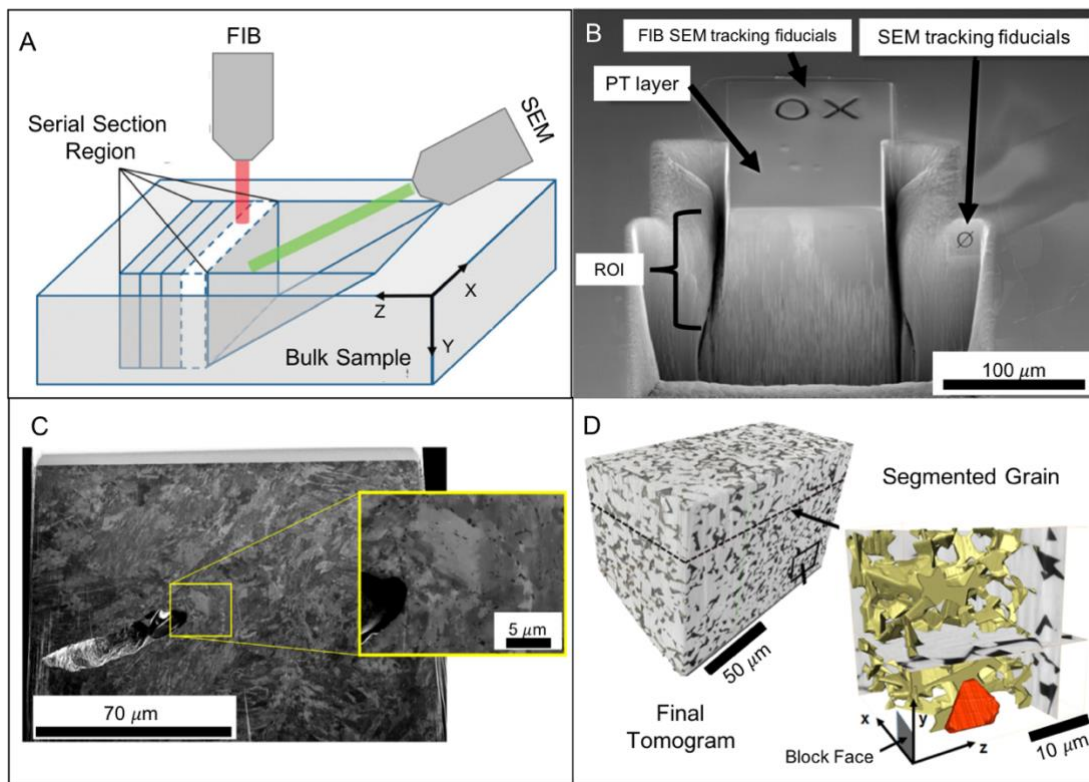 A
FIB
SEM
Serial Section
Region
X
Z
Y
Bulk Sample
B
FIB SEM tracking fiducials
SEM tracking fiducials
PT layer
O X
Ø
ROI
100 μm
C
5 μm
70 μm
D
Segmented Grain
50 μm
Final
Tomogram
x
y
z
Block Face
10 μm